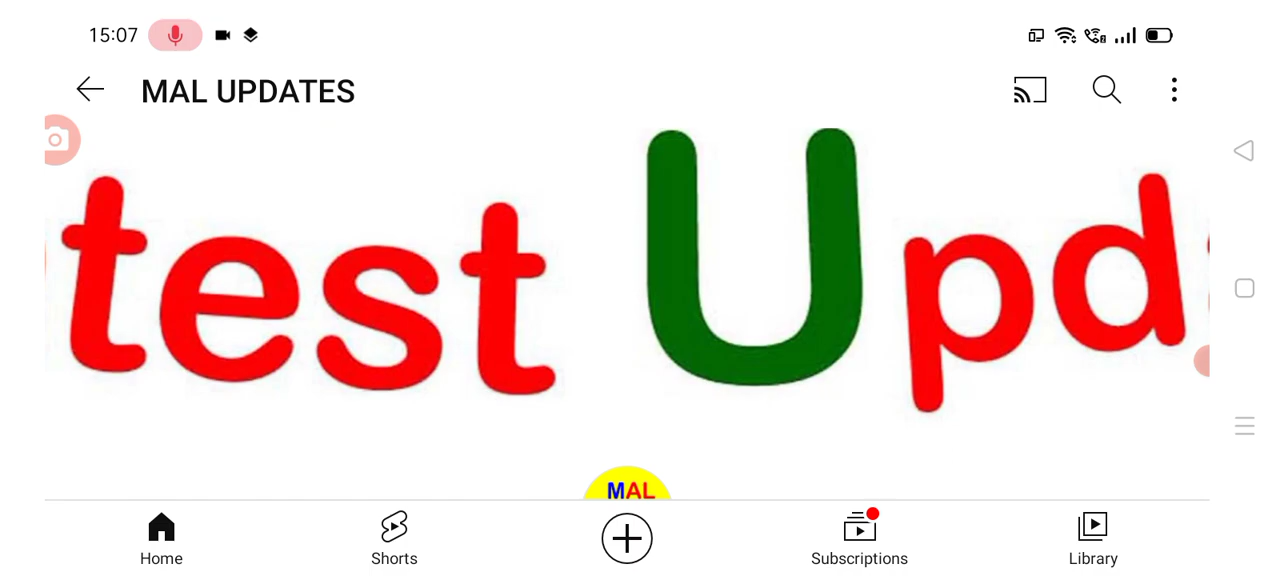 15:07
MAL UPDATES
test Upd
MAL
Home Shorts Subscriptions Library